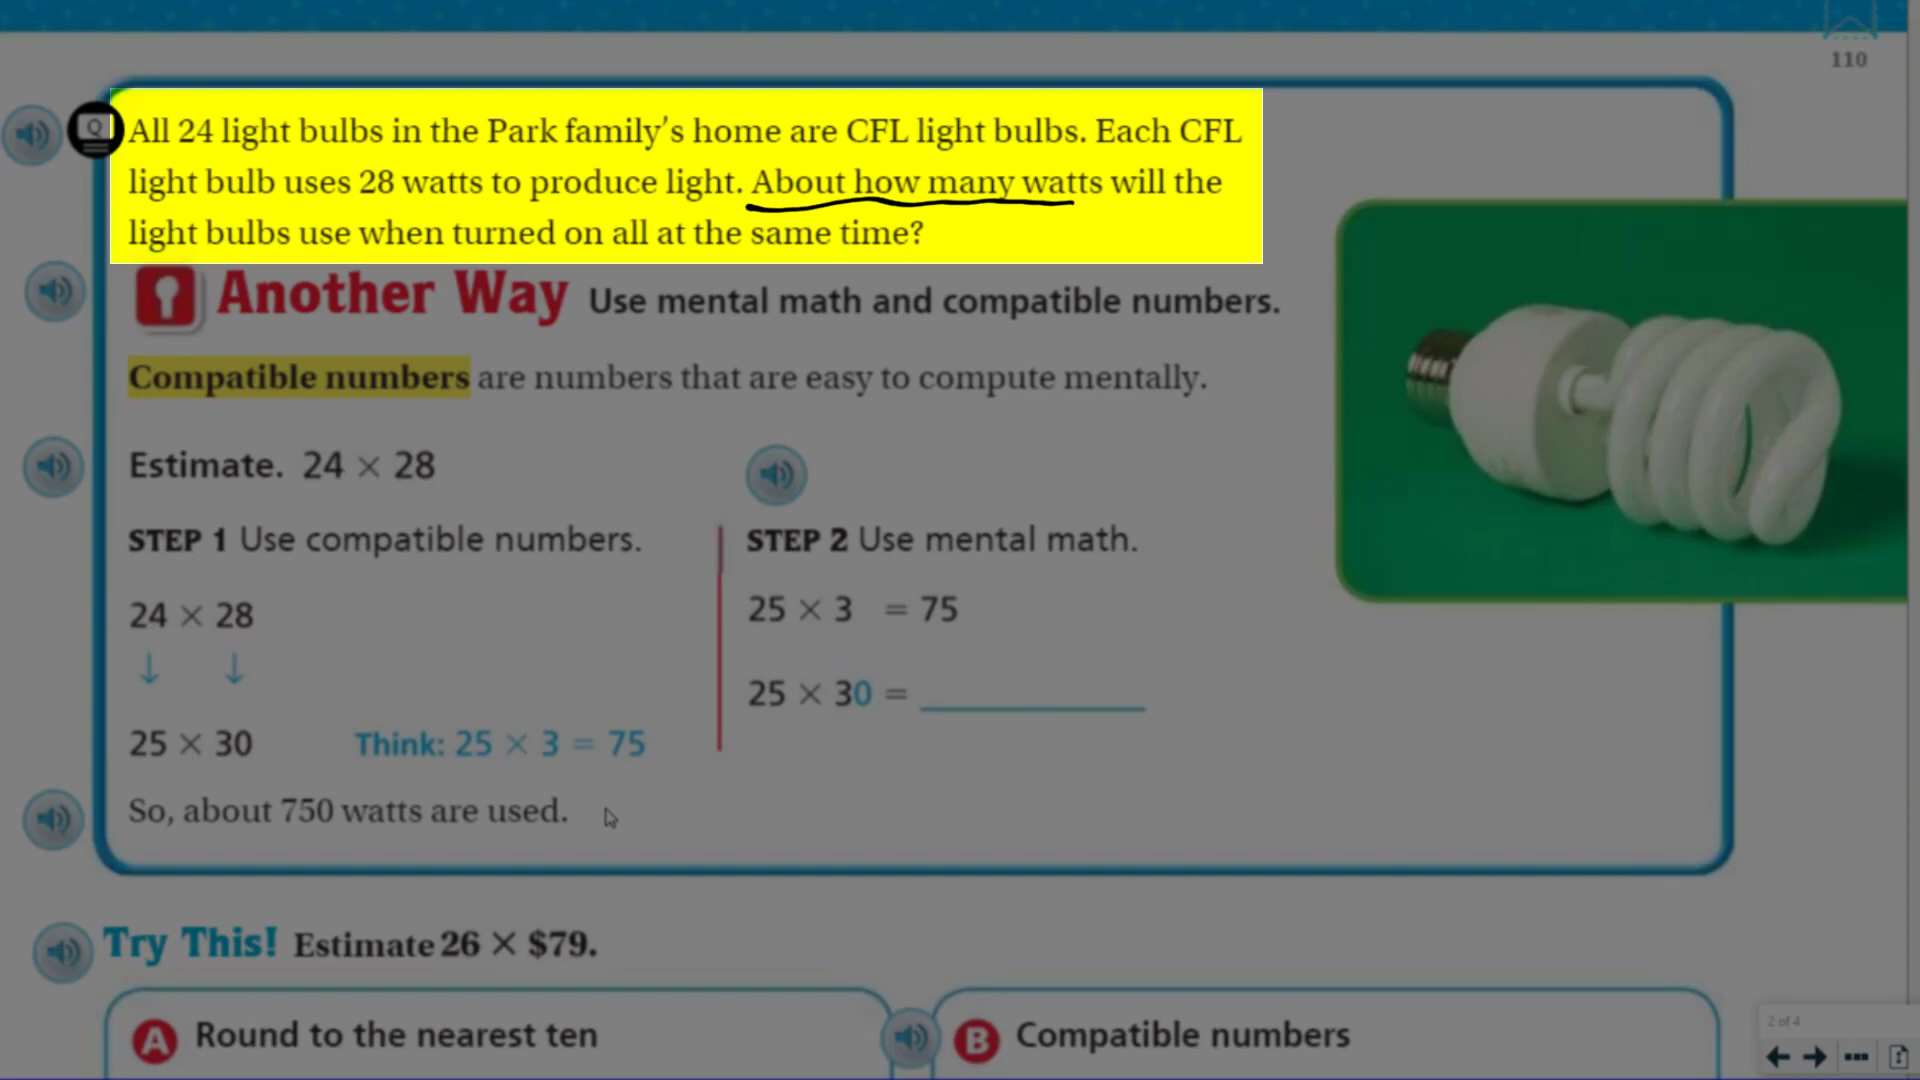 110
All 24 light bulbs in the Park family's home are CFL light bulbs. Each CFL
light bulb uses 28 watts to produce light. About how many watts will the
light bulbs use when turned on all at the same time?
Another Way Use mental math and compatible numbers.
Compatible numbers are numbers that are easy to compute mentally.
Estimate. 24 × 28
STEP 1 Use compatible numbers.
24 × 28
↓ ↓
25 × 30 Think: 25 × 3 = 75
STEP 2 Use mental math.
25 × 3 = 75
25 × 30 = 
So, about 750 watts are used.
Try This! Estimate 26 × $79.
A Round to the nearest ten
B Compatible numbers
2 of 4